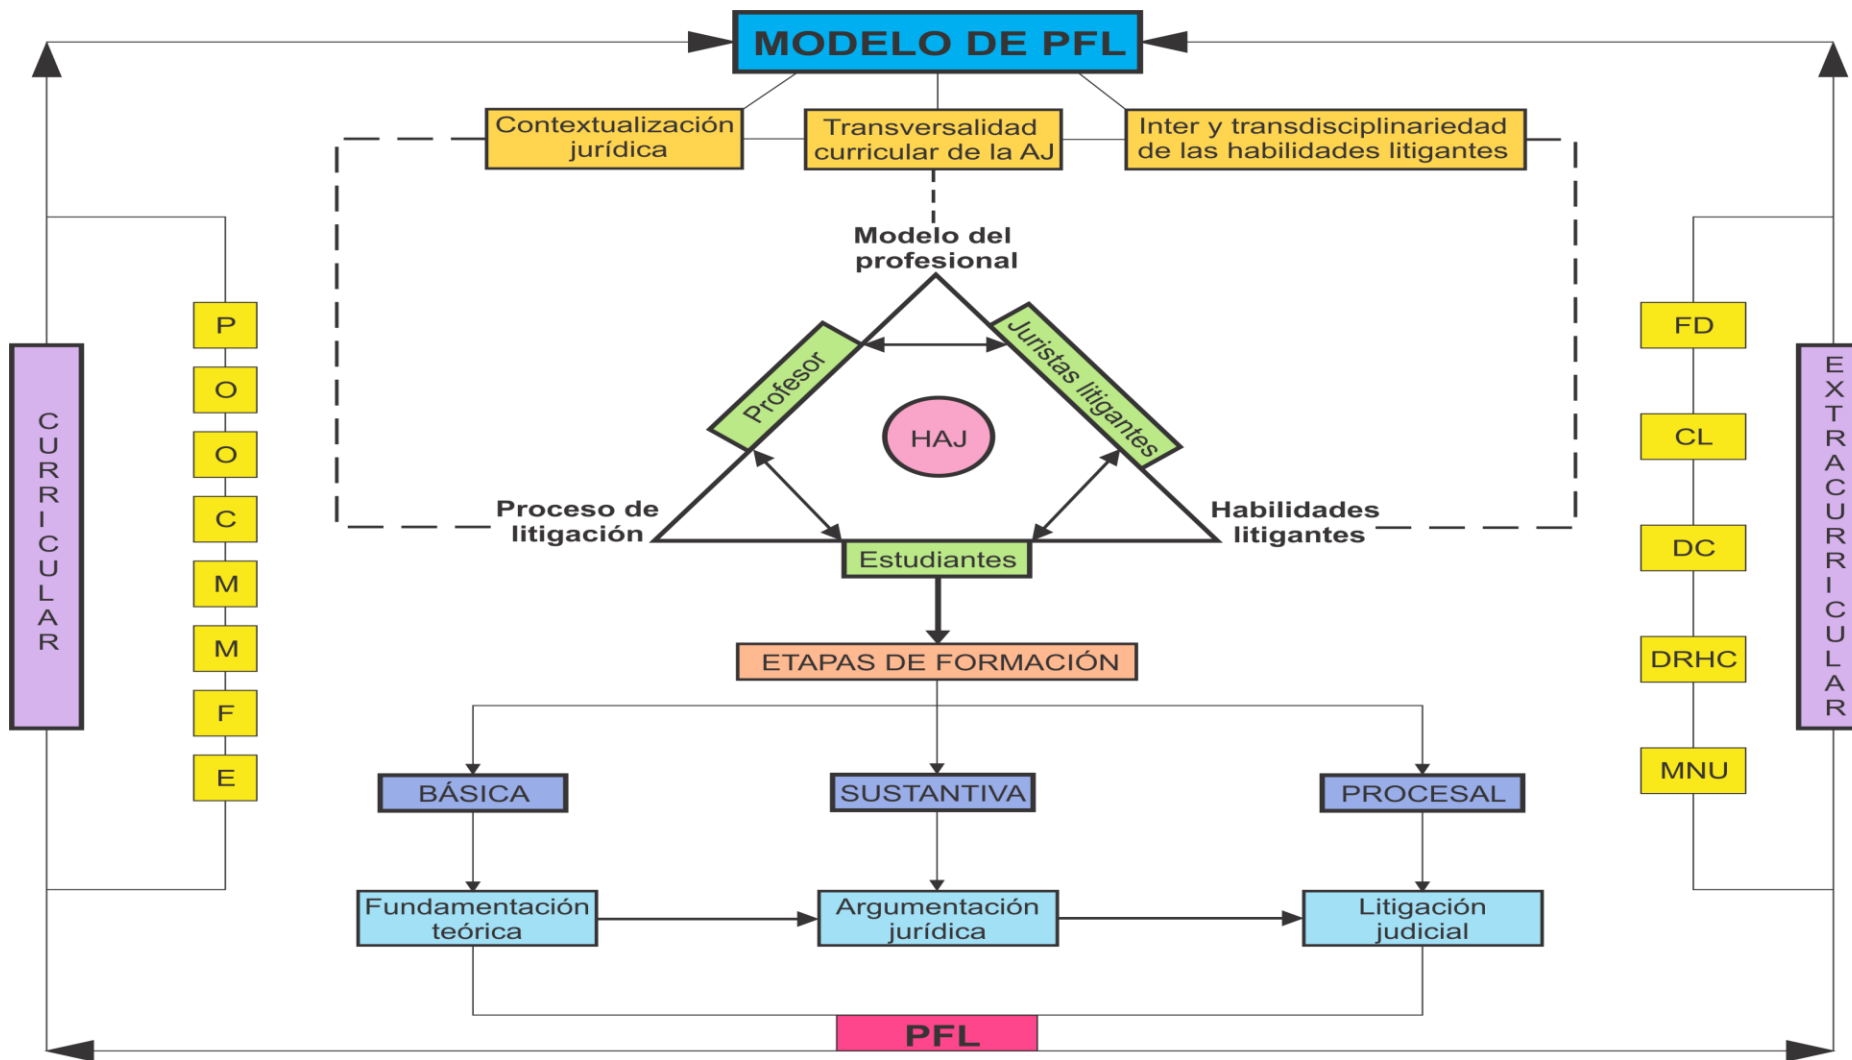 MODELO DE PFL
Contextualización
jurídica
Transversalidad
curricular de la AJ
Inter y transdisciplinariedad
de las habilidades litigantes
Modelo del
profesional
Profesor
Juristas litigantes
HAJ
Proceso de
litigación
Habilidades
litigantes
Estudiantes
ETAPAS DE FORMACIÓN
BÁSICA
SUSTANTIVA
PROCESAL
Fundamentación
teórica
Argumentación
jurídica
Litigación
judicial
PFL
CURRICULAR
P
O
O
C
M
M
F
E
FD
CL
DC
DRHC
MNU
EXTRACURRICULAR